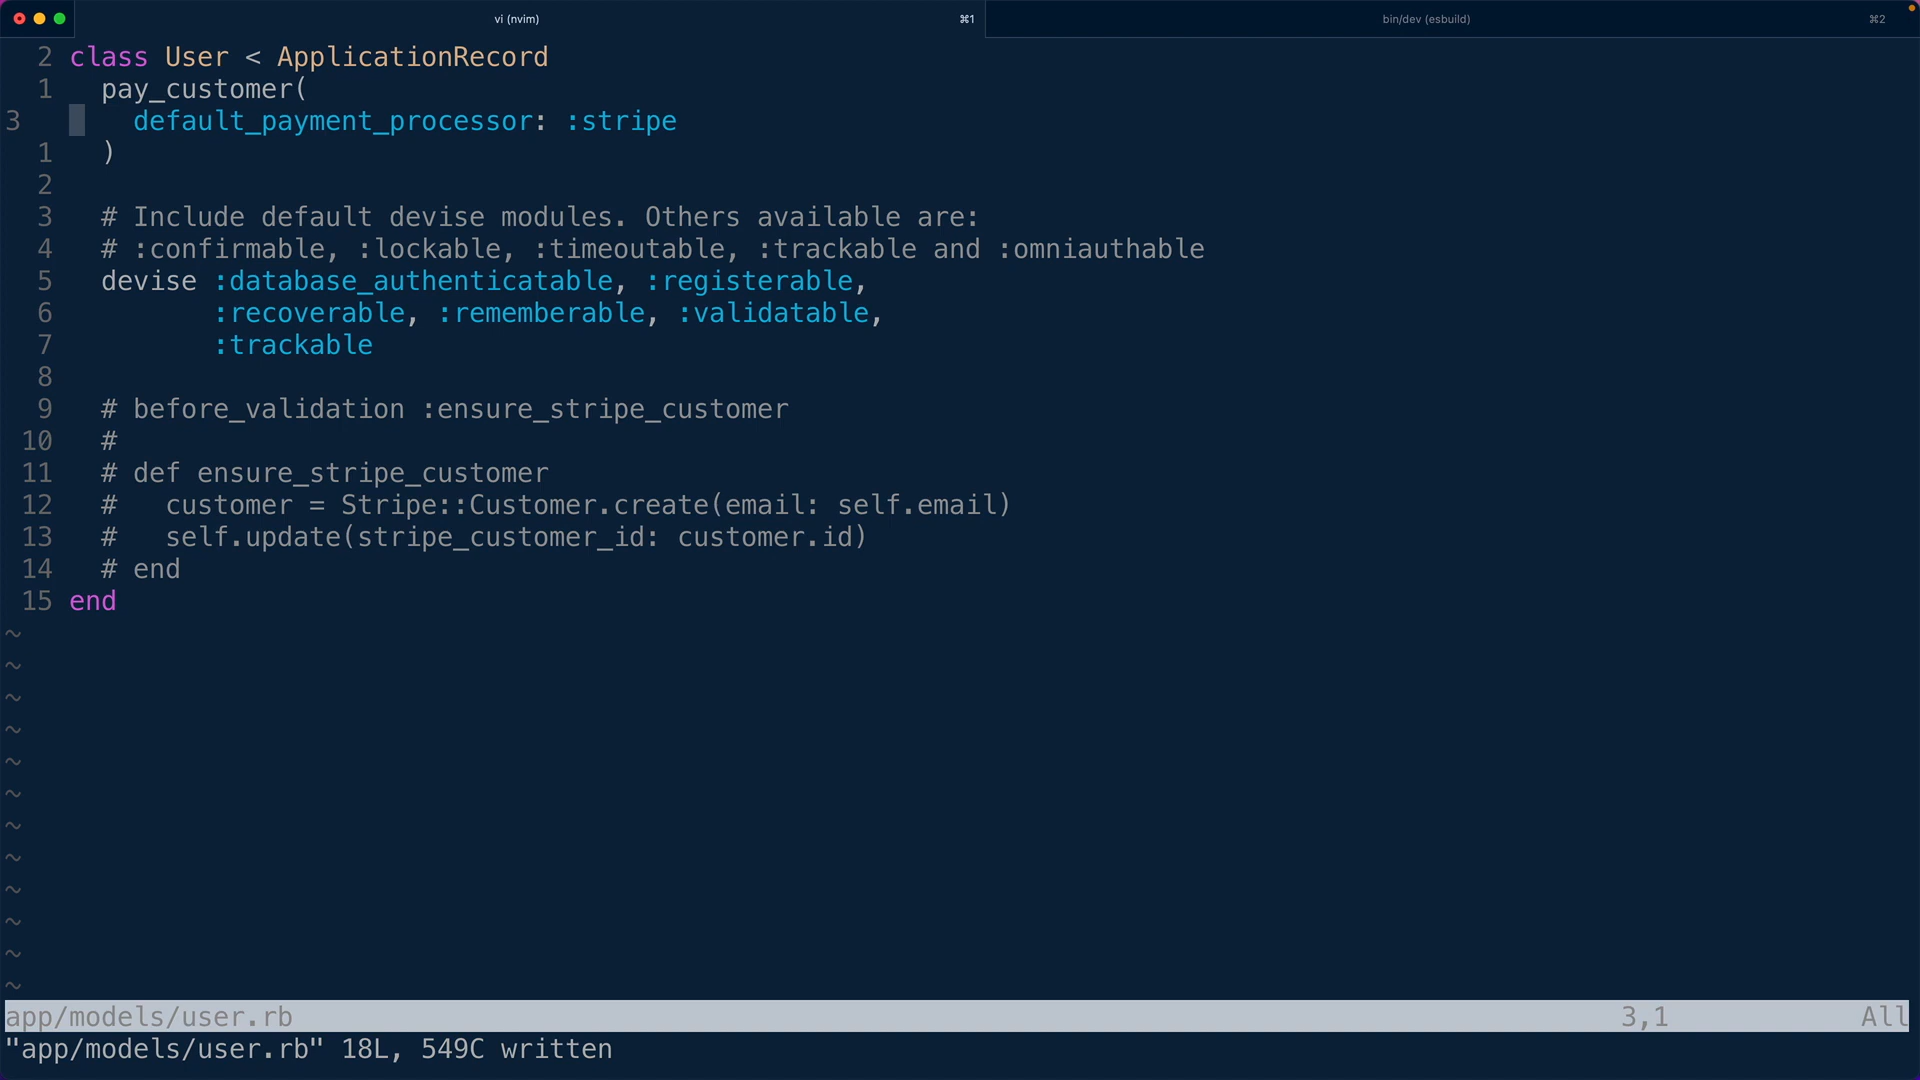 vi (nvim) ⌘1 bin/dev (esbuild) ⌘2
2 class User < ApplicationRecord
1   pay_customer(
3     default_payment_processor: :stripe
1   )
2
3   # Include default devise modules. Others available are:
4   # :confirmable, :lockable, :timeoutable, :trackable and :omniauthable
5   devise :database_authenticatable, :registerable,
6          :recoverable, :rememberable, :validatable,
7          :trackable
8
9   # before_validation :ensure_stripe_customer
10   #
11   # def ensure_stripe_customer
12   #   customer = Stripe::Customer.create(email: self.email)
13   #   self.update(stripe_customer_id: customer.id)
14   # end
15 end
~
~
~
~
~
~
~
~
~
~
~
~
app/models/user.rb 3,1 All
"app/models/user.rb" 18L, 549C written